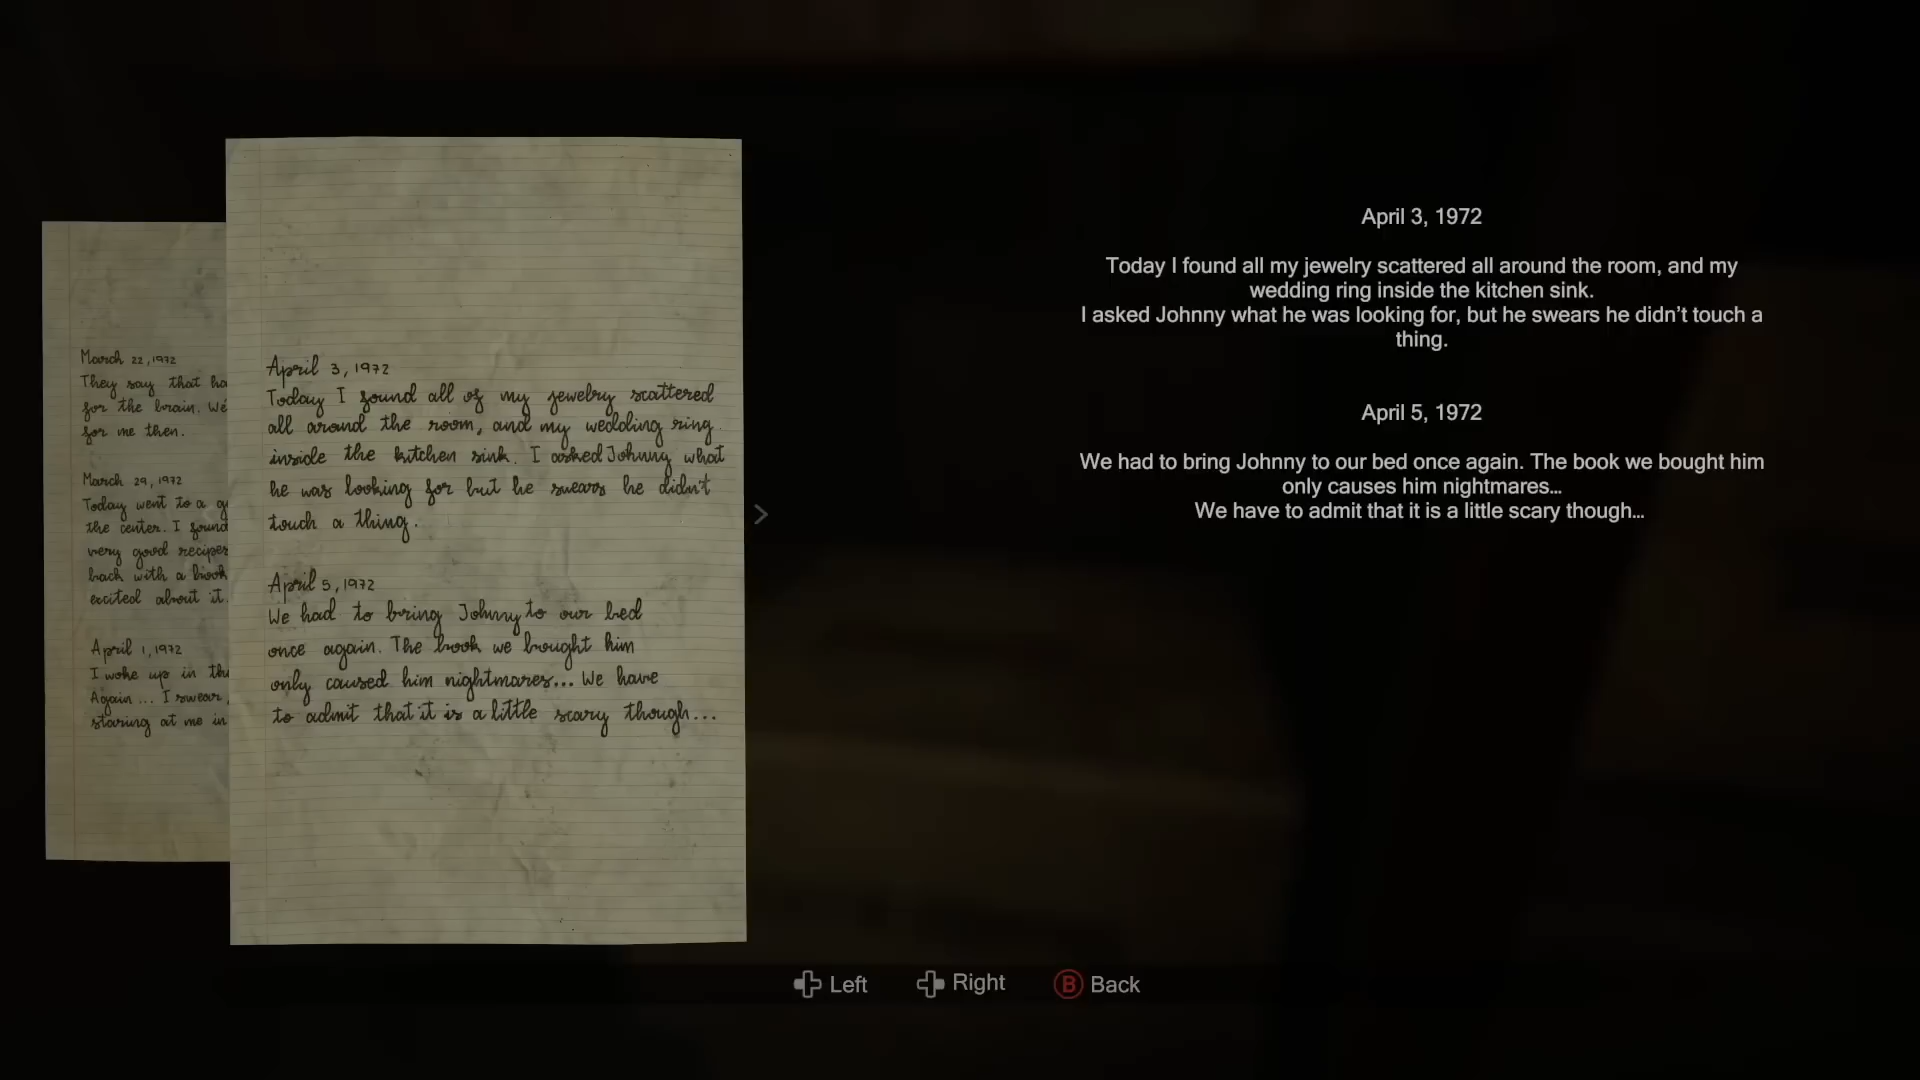 March 22, 1972
They say that ha
for the brain. We
for me then.
March 29, 1972
Today went to a g
the center. I found
very good recipes
back with a book
excited about it.
April 1, 1972
I woke up in the
Again... I swear,
staring at me in
April 3, 1972
Today I found all of my jewelry scattered
all around the room, and my wedding ring
inside the kitchen sink. I asked Johnny what
he was looking for but he swears he didn't
touch a thing.
April 5, 1972
We had to bring Johnny to our bed
once again. The book we brought him
only caused him nightmares... We have
to admit that it is a little scary though...
April 3, 1972
Today I found all my jewelry scattered all around the room, and my
wedding ring inside the kitchen sink.
I asked Johnny what he was looking for, but he swears he didn’t touch a
thing.
April 5, 1972
We had to bring Johnny to our bed once again. The book we bought him
only causes him nightmares...
We have to admit that it is a little scary though...
Left
Right
B Back